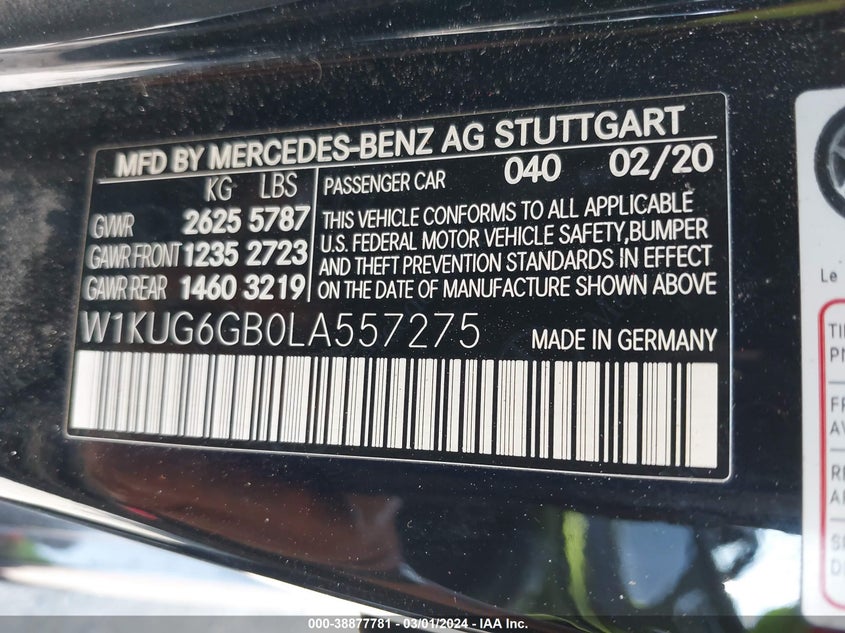 MFD BY MERCEDES-BENZ AG STUTTGART
KG LBS
GVWR 2625 5787
GAWR FRONT 1235 2723
GAWR REAR 1460 3219
PASSENGER CAR 040 02/20
THIS VEHICLE CONFORMS TO ALL APPLICABLE
U.S. FEDERAL MOTOR VEHICLE SAFETY, BUMPER
AND THEFT PREVENTION STANDARDS IN EFFECT
ON THE DATE OF MANUFACTURE SHOWN ABOVE
W1KUG6GB0LA557275 MADE IN GERMANY
Le
000-38877781 - 03/01/2024 - IAA Inc.